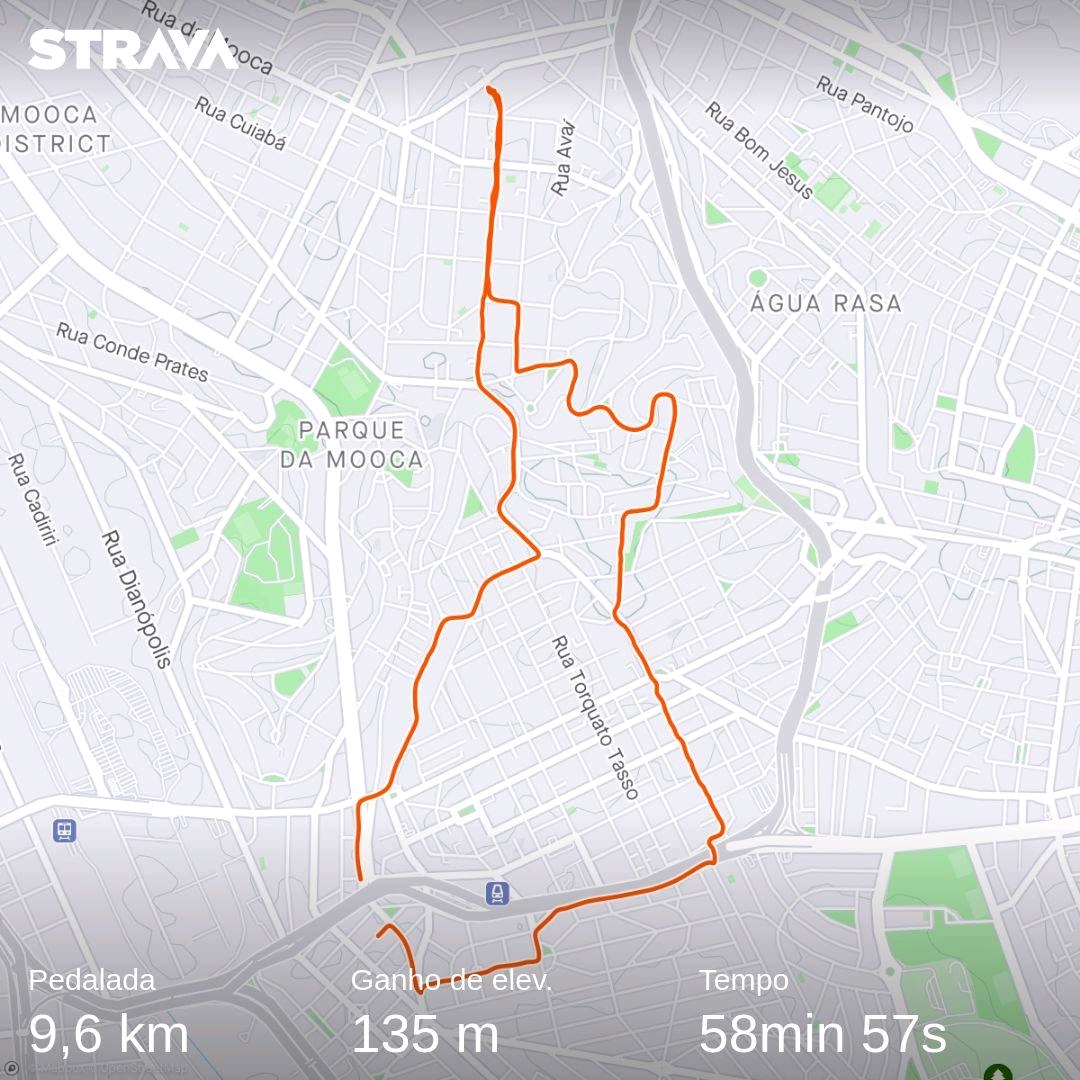 Rua da Mooca
STRAVA
MOOCA
DISTRICT
Rua Cuiabá
Rua Avaí
Rua Pantojo
Rua Bom Jesus
ÁGUA RASA
Rua Conde Prates
PARQUE
DA MOOCA
Rua Cadiriri
Rua Dianópolis
Rua Torquato Tasso
Pedalada
9,6 km
Ganho de elev.
135 m
Tempo
58min 57s
© Mapbox © OpenStreetMap